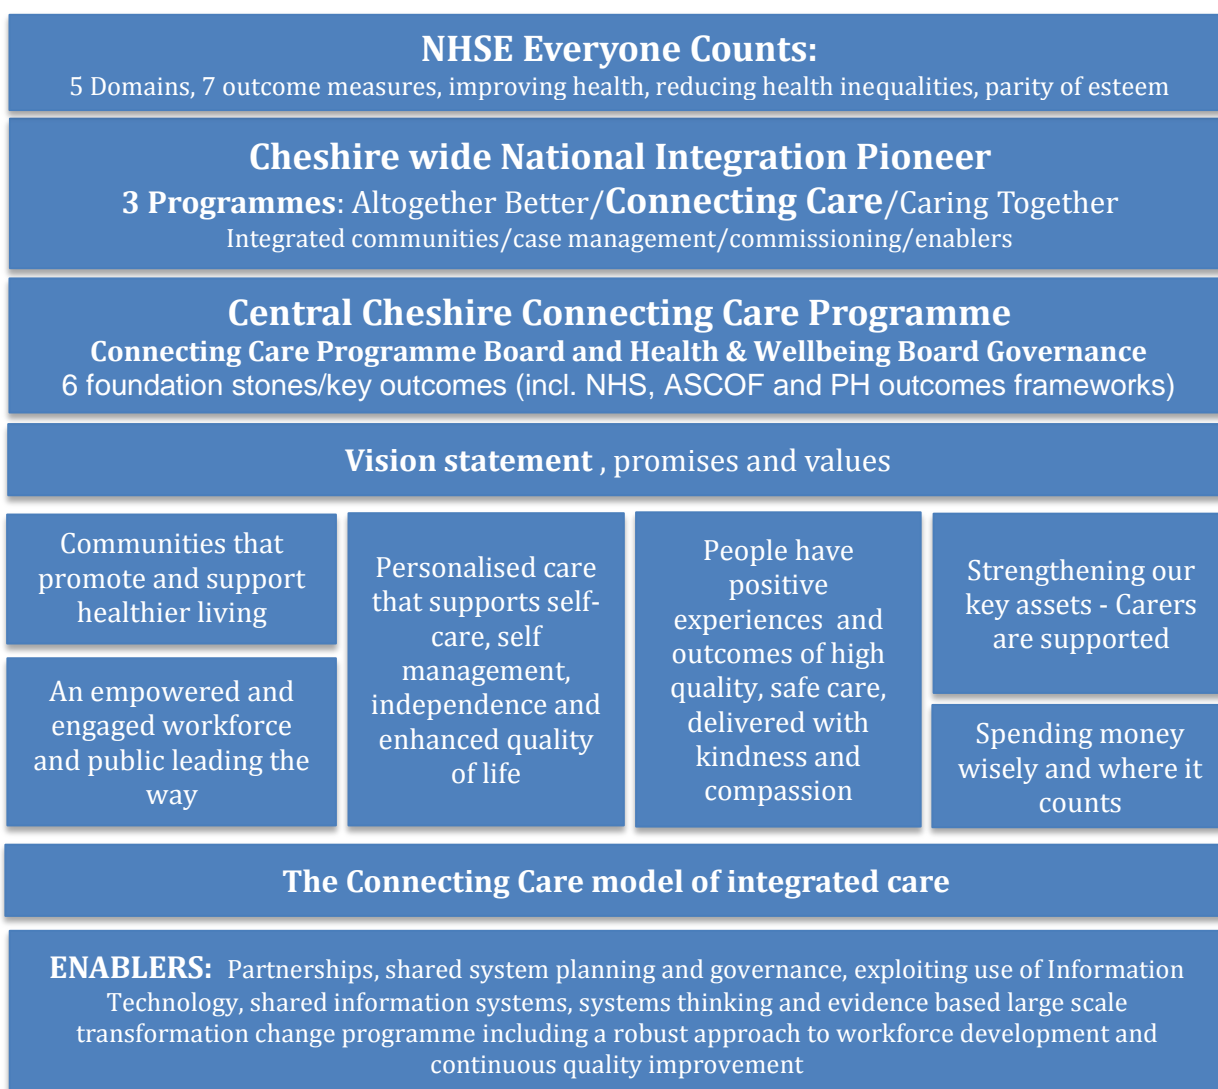 NHSE Everyone Counts:
5 Domains, 7 outcome measures, improving health, reducing health inequalities, parity of esteem
Cheshire wide National Integration Pioneer
3 Programmes: Altogether Better/Connecting Care/Caring Together
Integrated communities/case management/commissioning/enablers
Central Cheshire Connecting Care Programme
Connecting Care Programme Board and Health & Wellbeing Board Governance
6 foundation stones/key outcomes (incl. NHS, ASCOF and PH outcomes frameworks)
Vision statement , promises and values
Communities that
promote and support
healthier living
An empowered and
engaged workforce
and public leading the
way
Personalised care
that supports self-
care, self
management,
independence and
enhanced quality
of life
People have
positive
experiences and
outcomes of high
quality, safe care,
delivered with
kindness and
compassion
Strengthening our
key assets - Carers
are supported
Spending money
wisely and where it
counts
The Connecting Care model of integrated care
ENABLERS: Partnerships, shared system planning and governance, exploiting use of Information
Technology, shared information systems, systems thinking and evidence based large scale
transformation change programme including a robust approach to workforce development and
continuous quality improvement